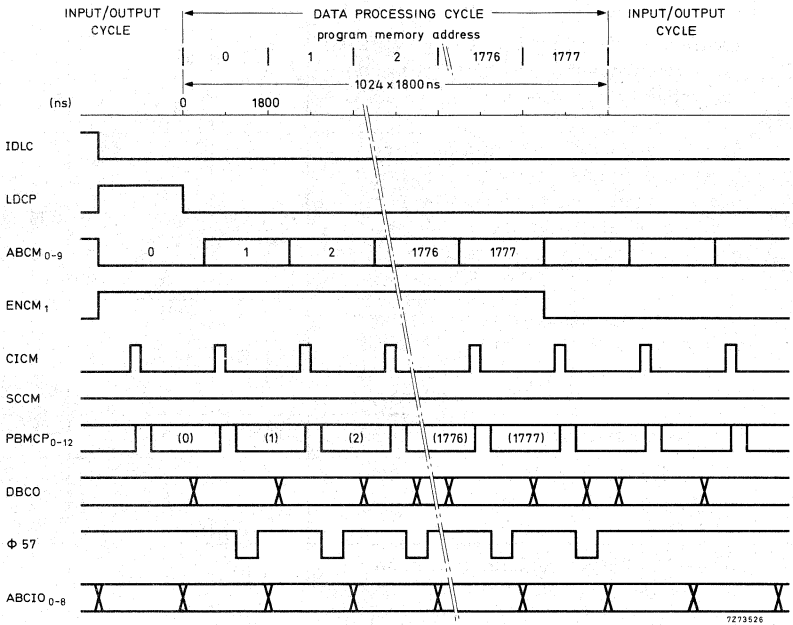 INPUT/OUTPUT CYCLE
DATA PROCESSING CYCLE
INPUT/OUTPUT CYCLE
program memory address
0 1 2 1776 1777
1024 x 1800 ns
(ns) 0 1800
IDLC
LDCP
ABCM0-9 0 1 2 1776 1777
ENCM1
CICM
SCCM
PBMCP0-12 (0) (1) (2) (1776) (1777)
DBCO
Φ 57
ABCIO0-8
7Z73526